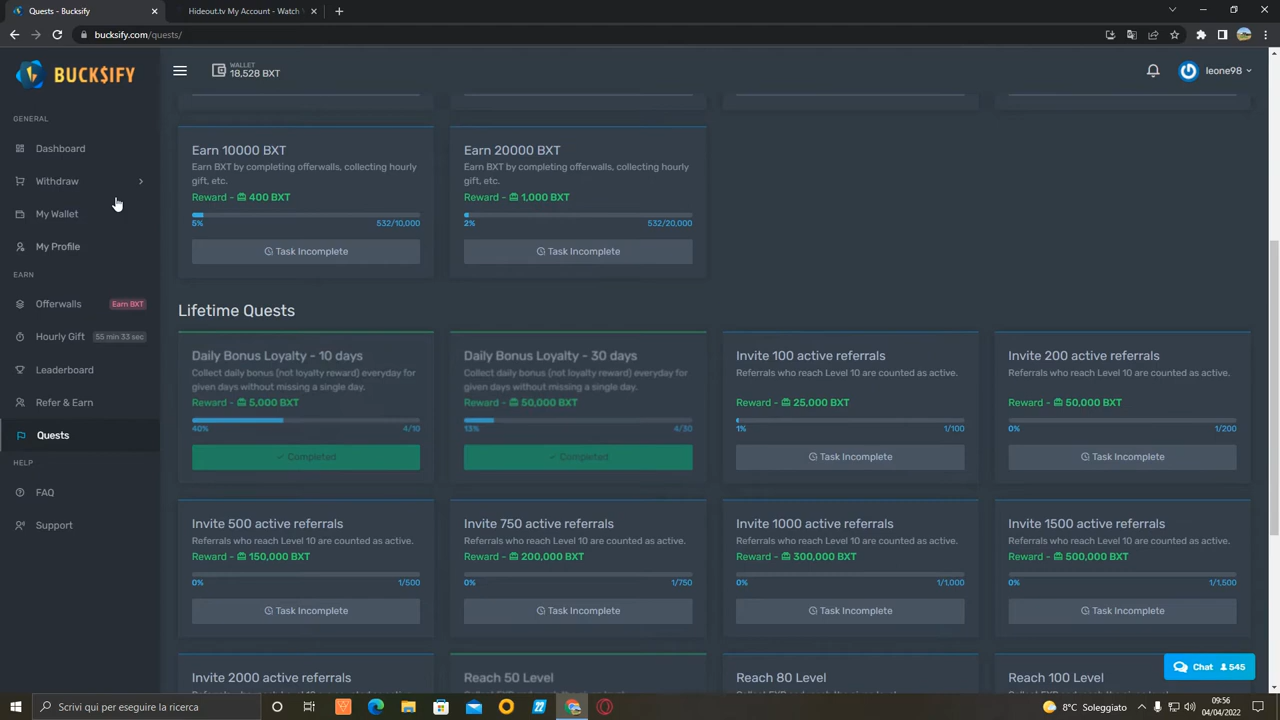 Quests - Bucksify
Hideout.tv My Account - Watch
bucksify.com/quests/
BUCK$IFY
WALLET
18,528 BXT
leone98
GENERAL
Dashboard
Withdraw
My Wallet
My Profile
EARN
Offerwalls Earn BXT
Hourly Gift 55 min 33 sec
Leaderboard
Refer & Earn
Quests
HELP
FAQ
Support
Earn 10000 BXT
Earn BXT by completing offerwalls, collecting hourly
gift, etc.
Reward - 400 BXT
5% 532/10,000
Task Incomplete
Earn 20000 BXT
Earn BXT by completing offerwalls, collecting hourly
gift, etc.
Reward - 1,000 BXT
2% 532/20,000
Task Incomplete
Lifetime Quests
Daily Bonus Loyalty - 10 days
Collect daily bonus (not loyalty reward) everyday for
given days without missing a single day.
Reward - 5,000 BXT
40% 4/10
Completed
Daily Bonus Loyalty - 30 days
Collect daily bonus (not loyalty reward) everyday for
given days without missing a single day.
Reward - 50,000 BXT
13% 4/30
Completed
Invite 100 active referrals
Referrals who reach Level 10 are counted as active.
Reward - 25,000 BXT
1% 1/100
Task Incomplete
Invite 200 active referrals
Referrals who reach Level 10 are counted as active.
Reward - 50,000 BXT
0% 1/200
Task Incomplete
Invite 500 active referrals
Referrals who reach Level 10 are counted as active.
Reward - 150,000 BXT
0% 1/500
Task Incomplete
Invite 750 active referrals
Referrals who reach Level 10 are counted as active.
Reward - 200,000 BXT
0% 1/750
Task Incomplete
Invite 1000 active referrals
Referrals who reach Level 10 are counted as active.
Reward - 300,000 BXT
0% 1/1,000
Task Incomplete
Invite 1500 active referrals
Referrals who reach Level 10 are counted as active.
Reward - 500,000 BXT
0% 1/1,500
Task Incomplete
Invite 2000 active referrals
Reach 50 Level
Reach 80 Level
Reach 100 Level
Chat 545
Scrivi qui per eseguire la ricerca
8°C Soleggiato
09:56
04/04/2022